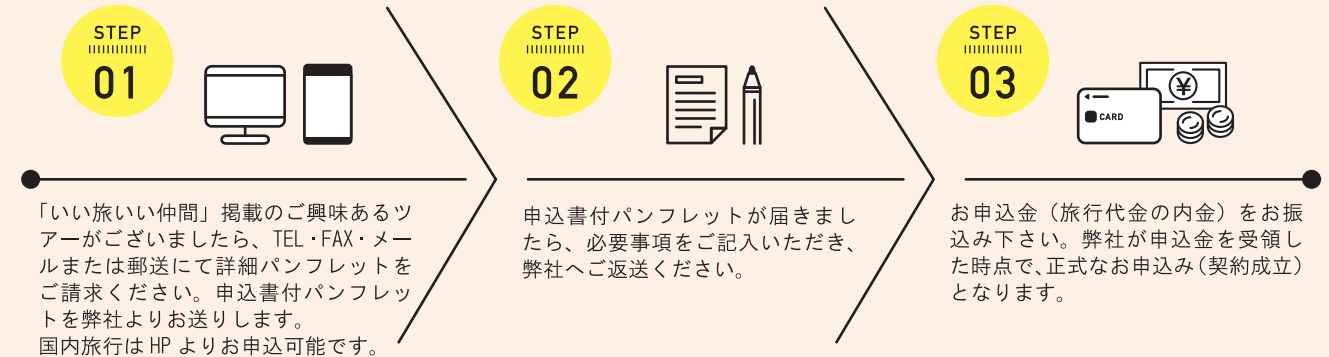 STEP
01
「いい旅いい仲間」掲載のご興味あるツ
アーがございましたら、TEL・FAX・メー
ルまたは郵送にて詳細パンフレットを
ご請求ください。申込書付パンフレッ
トを弊社よりお送りします。
国内旅行は HP よりお申込可能です。
STEP
02
申込書付パンフレットが届きまし
たら、必要事項をご記入いただき、
弊社へご返送ください。
STEP
03
¥
CARD
お申込金（旅行代金の内金）をお振
込み下さい。弊社が申込金を受領し
た時点で、正式なお申込み（契約成立）
となります。